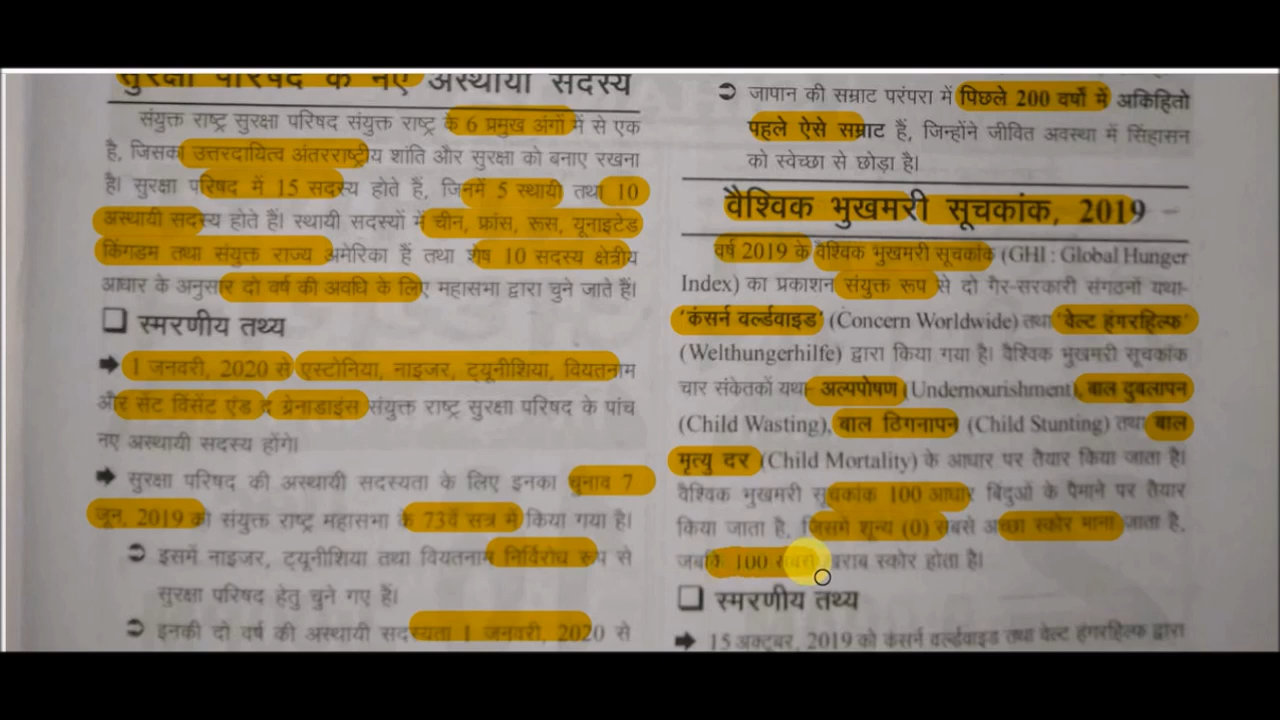 सुरक्षा परिषद के नए अस्थायी सदस्य
संयुक्त राष्ट्र सुरक्षा परिषद संयुक्त राष्ट्र के 6 प्रमुख अंगों में से एक
है, जिसका उत्तरदायित्व अंतरराष्ट्रीय शांति और सुरक्षा को बनाए रखना
है। सुरक्षा परिषद में 15 सदस्य होते हैं, जिनमें 5 स्थायी तथा 10
अस्थायी सदस्य होते हैं। स्थायी सदस्यों में चीन, फ्रांस, रूस, यूनाइटेड
किंगडम तथा संयुक्त राज्य अमेरिका हैं तथा शेष 10 सदस्य क्षेत्रीय
आधार के अनुसार दो वर्ष की अवधि के लिए महासभा द्वारा चुने जाते हैं।
❑ स्मरणीय तथ्य
➡ 1 जनवरी, 2020 से एस्टोनिया, नाइजर, ट्यूनीशिया, वियतनाम
और सेंट विंसेंट एंड द ग्रेनाडाइंस संयुक्त राष्ट्र सुरक्षा परिषद के पांच
नए अस्थायी सदस्य होंगे।
➡ सुरक्षा परिषद की अस्थायी सदस्यता के लिए इनका चुनाव 7
जून, 2019 को संयुक्त राष्ट्र महासभा के 73वें सत्र में किया गया है।
➲ इसमें नाइजर, ट्यूनीशिया तथा वियतनाम निर्विरोध रूप से
सुरक्षा परिषद हेतु चुने गए हैं।
➲ इनकी दो वर्ष की अस्थायी सदस्यता 1 जनवरी, 2020 से
➲ जापान की सम्राट परंपरा में पिछले 200 वर्षों में अकिहितो
पहले ऐसे सम्राट हैं, जिन्होंने जीवित अवस्था में सिंहासन
को स्वेच्छा से छोड़ा है।
वैश्विक भुखमरी सूचकांक, 2019
वर्ष 2019 के वैश्विक भुखमरी सूचकांक (GHI : Global Hunger
Index) का प्रकाशन संयुक्त रूप से दो गैर-सरकारी संगठनों यथा-
'कंसर्न वर्ल्डवाइड' (Concern Worldwide) तथा 'वेल्ट हंगरहिल्फ'
(Welthungerhilfe) द्वारा किया गया है। वैश्विक भुखमरी सूचकांक
चार संकेतकों यथा- अल्पपोषण (Undernourishment), बाल दुबलापन
(Child Wasting), बाल ठिगनापन (Child Stunting) तथा बाल
मृत्यु दर (Child Mortality) के आधार पर तैयार किया जाता है।
वैश्विक भुखमरी सूचकांक 100 आधार बिंदुओं के पैमाने पर तैयार
किया जाता है, जिसमें शून्य (0) सबसे अच्छा स्कोर माना जाता है,
जबकि 100 सबसे खराब स्कोर होता है।
❑ स्मरणीय तथ्य
➡ 15 अक्टूबर, 2019 को कंसर्न वर्ल्डवाइड तथा वेल्ट हंगरहिल्फ द्वारा